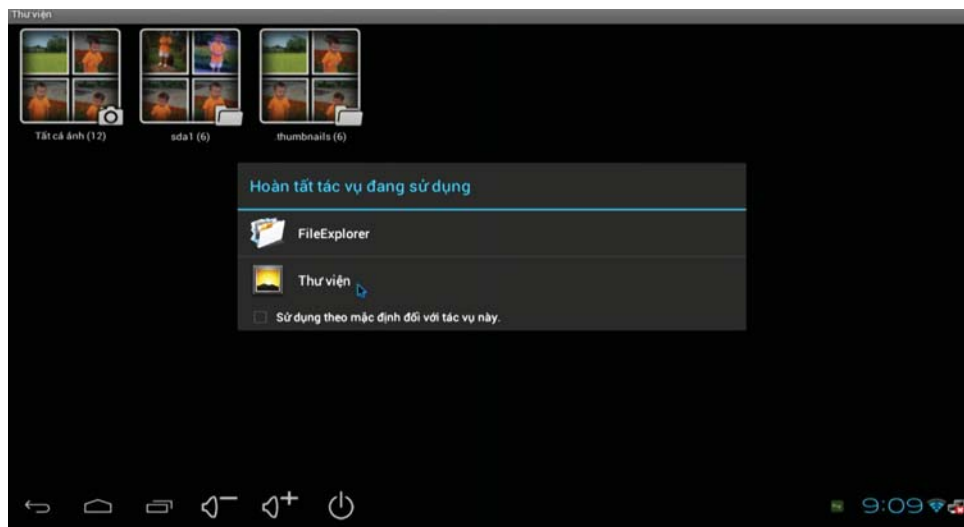 Thư viện
Tất cả ảnh (12)
sda1 (6)
.thumbnails (6)
Hoàn tất tác vụ đang sử dụng
FileExplorer
Thư viện
Sử dụng theo mặc định đối với tác vụ này.
9:09